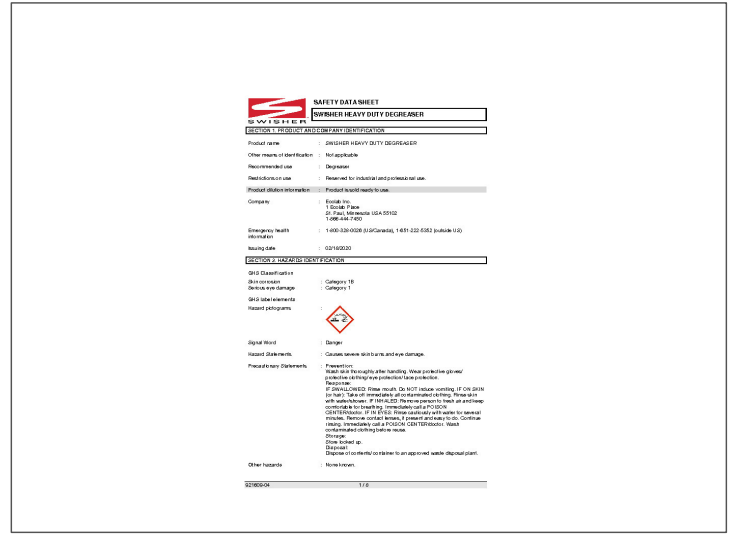 SWISHER
SAFETY DATA SHEET
SWISHER HEAVY DUTY DEGREASER
SECTION 1. PRODUCT AND COMPANY IDENTIFICATION
Product name : SWISHER HEAVY DUTY DEGREASER
Other means of identification : Not applicable
Recommended use : Degreaser
Restrictions on use : Reserved for industrial and professional use.
Product dilution information : Product is sold ready to use.
Company : Ecolab Inc.
1 Ecolab Place
St. Paul, Minnesota USA 55102
1-866-444-7450
Emergency health information : 1-800-328-0026 (US/Canada), 1-651-222-5352 (outside US)
Issuing date : 02/18/2020
SECTION 2. HAZARDS IDENTIFICATION
GHS Classification
Skin corrosion : Category 1B
Serious eye damage : Category 1
GHS label elements
Hazard pictograms :
Signal Word : Danger
Hazard Statements : Causes severe skin burns and eye damage.
Precautionary Statements : Prevention:
Wash skin thoroughly after handling. Wear protective gloves/
protective clothing/ eye protection/ face protection.
Response:
IF SWALLOWED: Rinse mouth. Do NOT induce vomiting. IF ON SKIN
(or hair): Take off immediately all contaminated clothing. Rinse skin
with water/shower. IF INHALED: Remove person to fresh air and keep
comfortable for breathing. Immediately call a POISON
CENTER/doctor. IF IN EYES: Rinse cautiously with water for several
minutes. Remove contact lenses, if present and easy to do. Continue
rinsing. Immediately call a POISON CENTER/doctor. Wash
contaminated clothing before reuse.
Storage:
Store locked up.
Disposal:
Dispose of contents/ container to an approved waste disposal plant.
Other hazards : None known.
921609-04 1 / 8